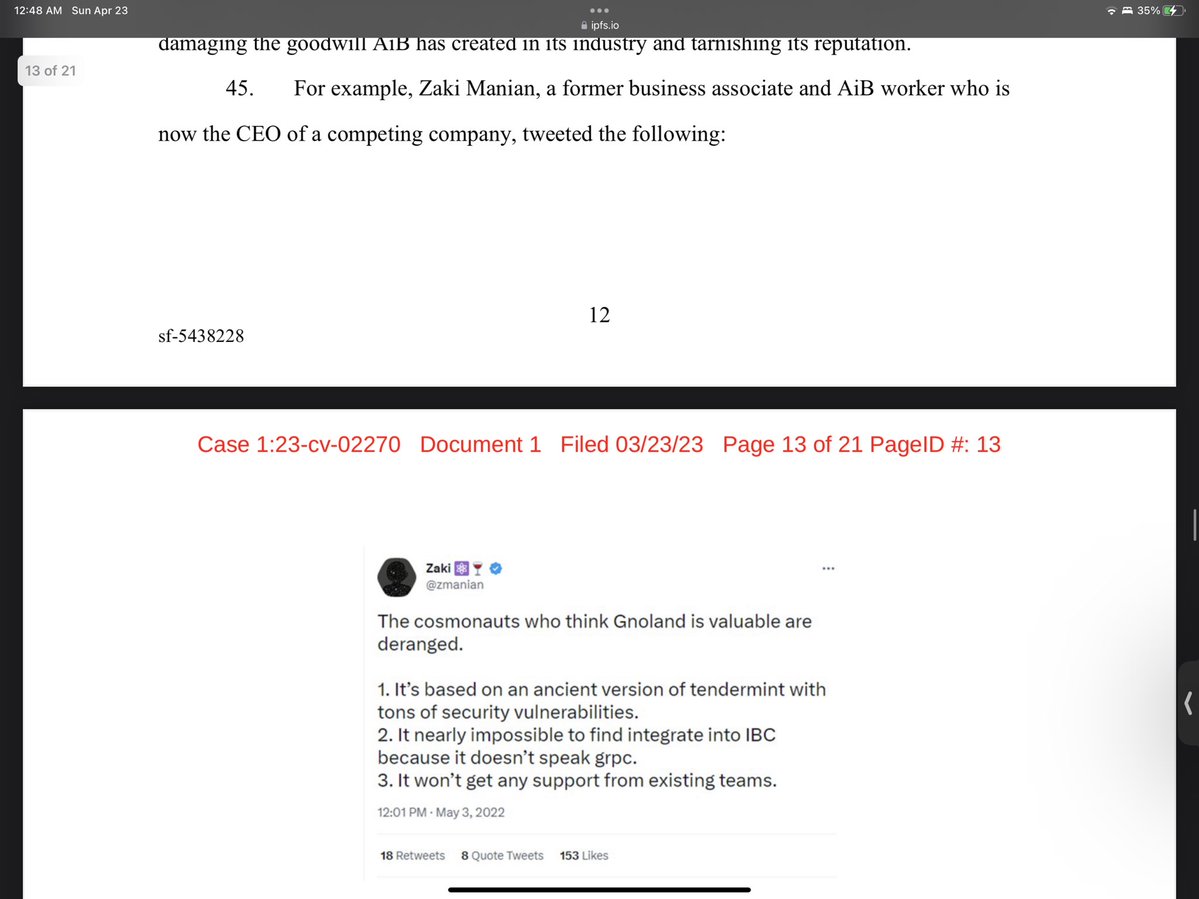 12:48 AM Sun Apr 23
ipfs.io
35%
damaging the goodwill AiB has created in its industry and tarnishing its reputation.
13 of 21
45. For example, Zaki Manian, a former business associate and AiB worker who is
now the CEO of a competing company, tweeted the following:
12
sf-5438228
Case 1:23-cv-02270 Document 1 Filed 03/23/23 Page 13 of 21 PageID #: 13
Zaki ⚛️🍷
@zmanian
The cosmonauts who think Gnoland is valuable are
deranged.
1. It’s based on an ancient version of tendermint with
tons of security vulnerabilities.
2. It nearly impossible to find integrate into IBC
because it doesn’t speak grpc.
3. It won’t get any support from existing teams.
12:01 PM · May 3, 2022
18 Retweets 8 Quote Tweets 153 Likes